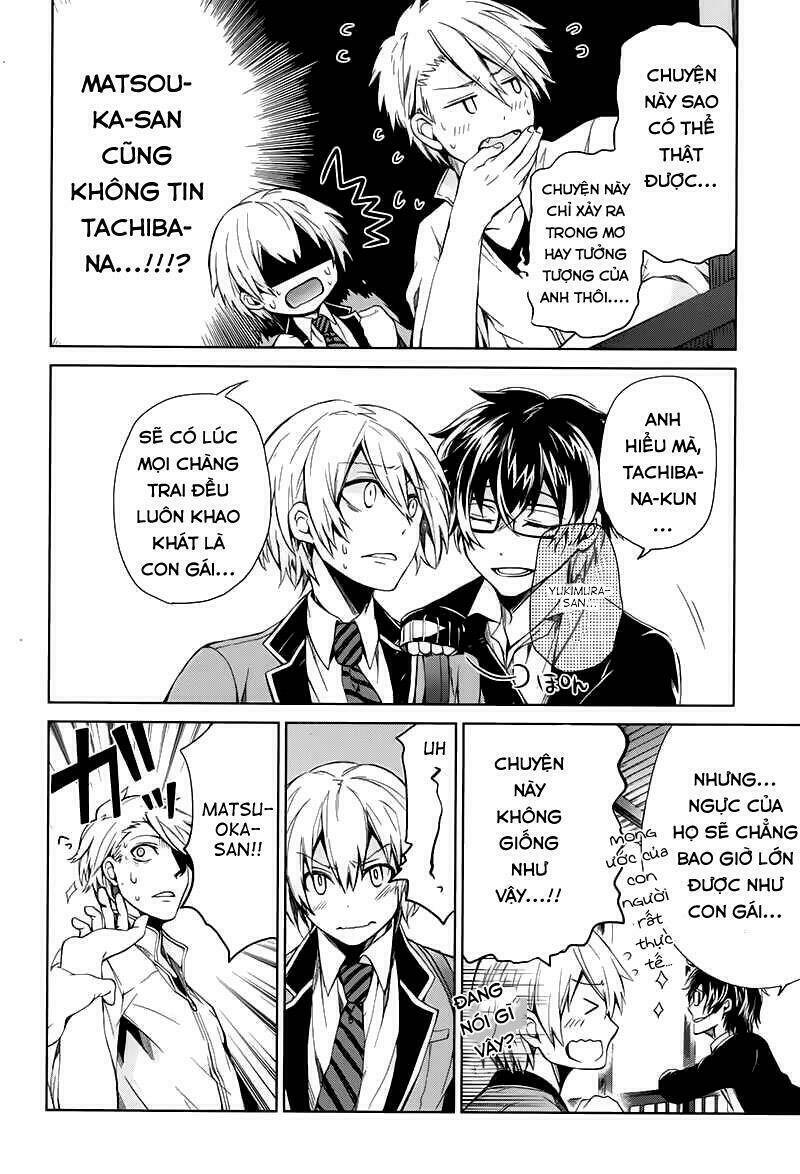 CHUYỆN
NÀY SAO
CÓ THỂ
THẬT
ĐƯỢC...
CHUYỆN NÀY
CHỈ XẢY RA
TRONG MƠ
HAY TƯỞNG
TƯỢNG CỦA
ANH THÔI....
MATSOU-
KA-SAN
CŨNG
KHÔNG TIN
TACHIBA-
NA...!!!?
ANH
HIỂU MÀ,
TACHIBA-
NA-KUN
...
YUKIMURA-
SAN...
SẼ CÓ LÚC
MỌI CHÀNG
TRAI ĐỀU
LUÔN KHAO
KHÁT LÀ
CON GÁI...
ぽん
NHƯNG...
NGỰC CỦA
HỌ SẼ CHẲNG
BAO GIỜ LỚN
ĐƯỢC NHƯ
CON GÁI...
mong
ước của
con
người
rất
thực
tế...
CHUYỆN
NÀY
KHÔNG
GIỐNG
NHƯ
VẬY...!!
ĐANG
NÓI GÌ
VẬY?
UH
MATSU-
OKA-
SAN!!
ガッ